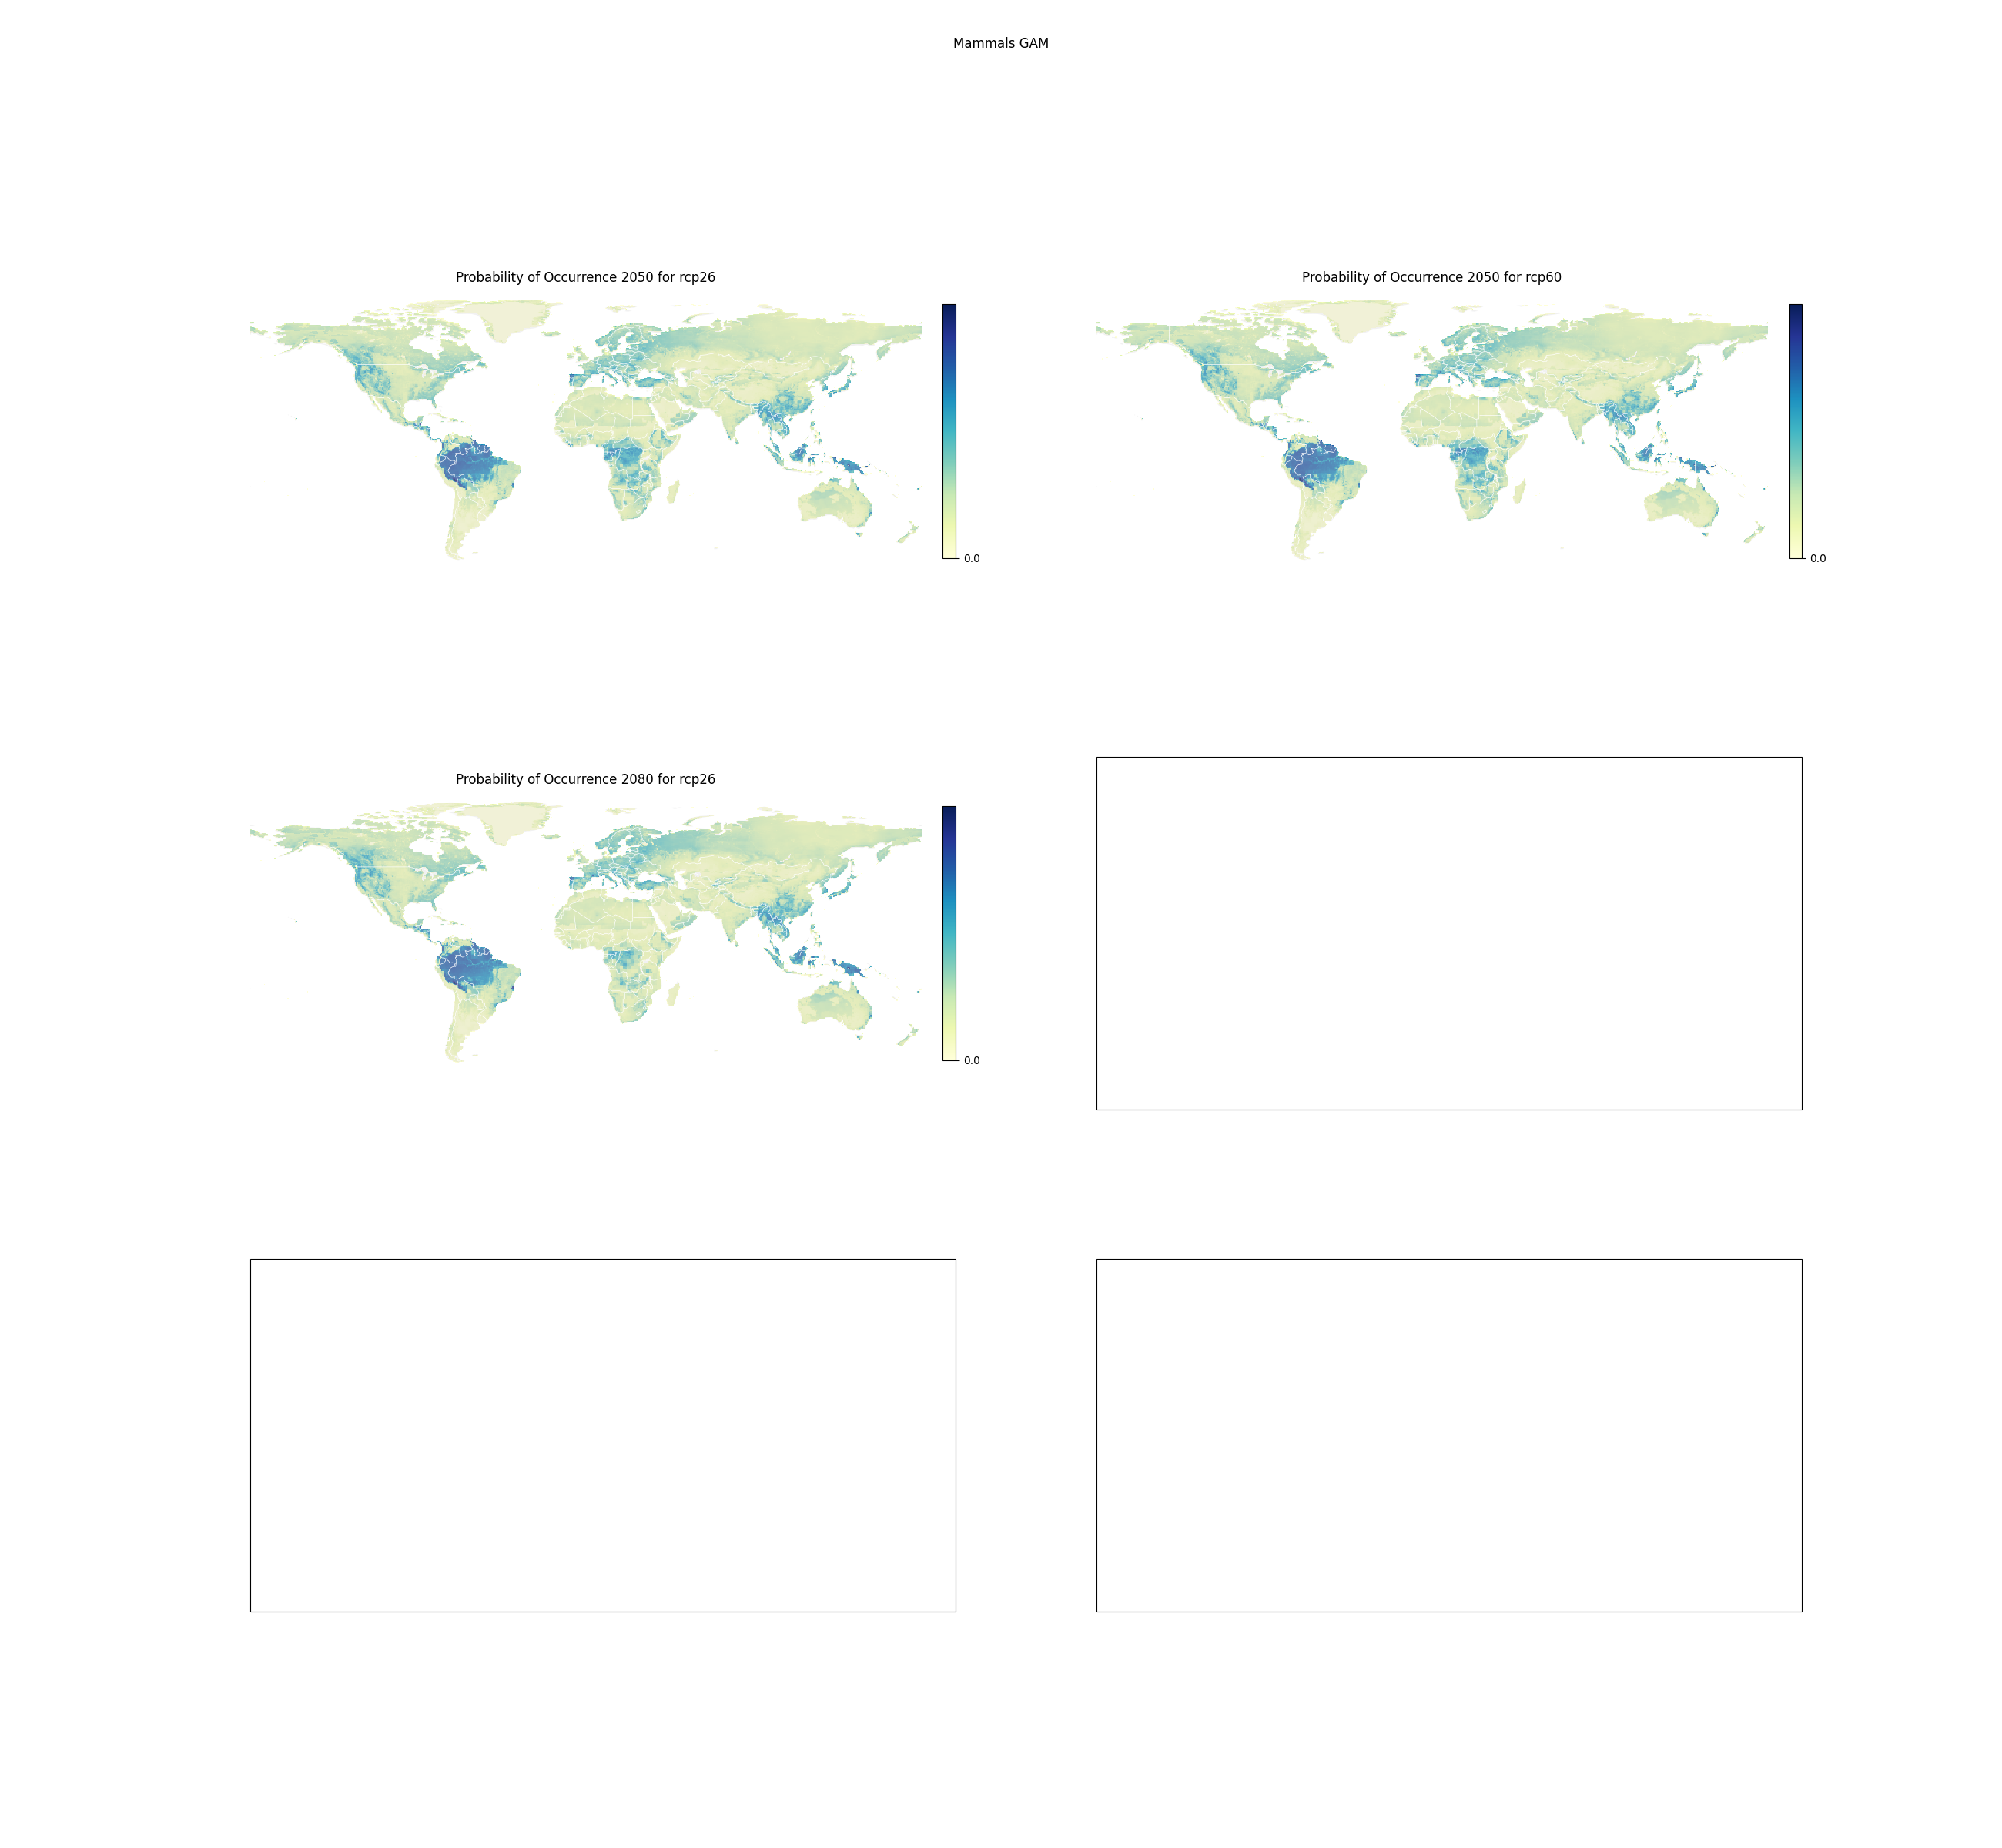 Mammals GAM
Probability of Occurrence 2050 for rcp26
Probability of Occurrence 2050 for rcp60
0.0
0.0
Probability of Occurrence 2080 for rcp26
0.0